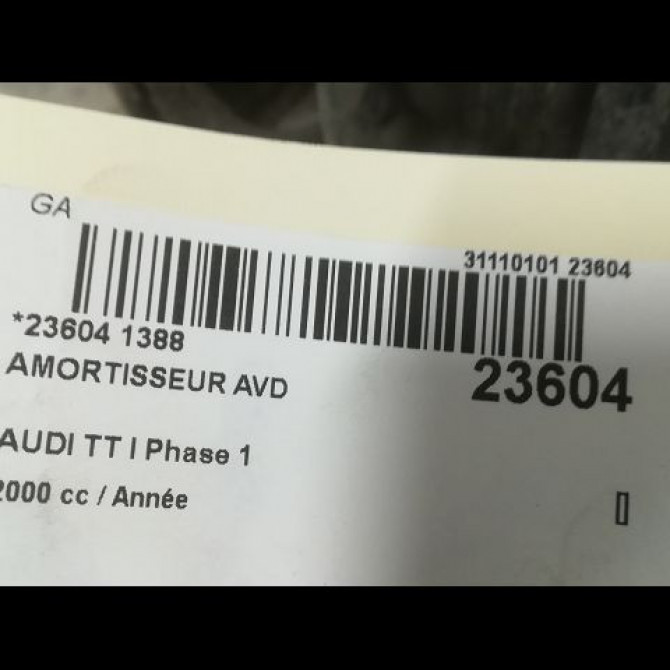 GA
31110101 23604
*23604 1388
AMORTISSEUR AVD
23604
AUDI TT I Phase 1
2000 cc / Année